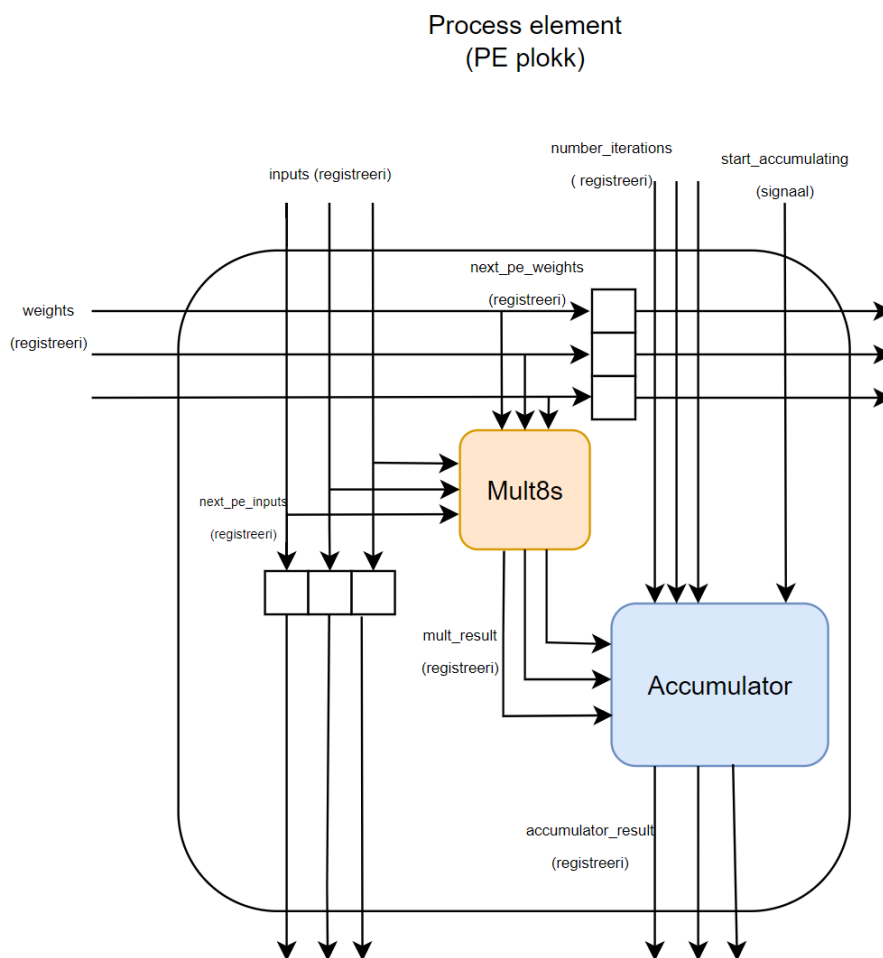 Process element
(PE plokk)
number_iterations
( registreeri)
start_accumulating
(signaal)
inputs (registreeri)
next_pe_weights
(registreeri)
weights
(registreeri)
Mult8s
next_pe_inputs
(registreeri)
mult_result
(registreeri)
Accumulator
accumulator_result
(registreeri)